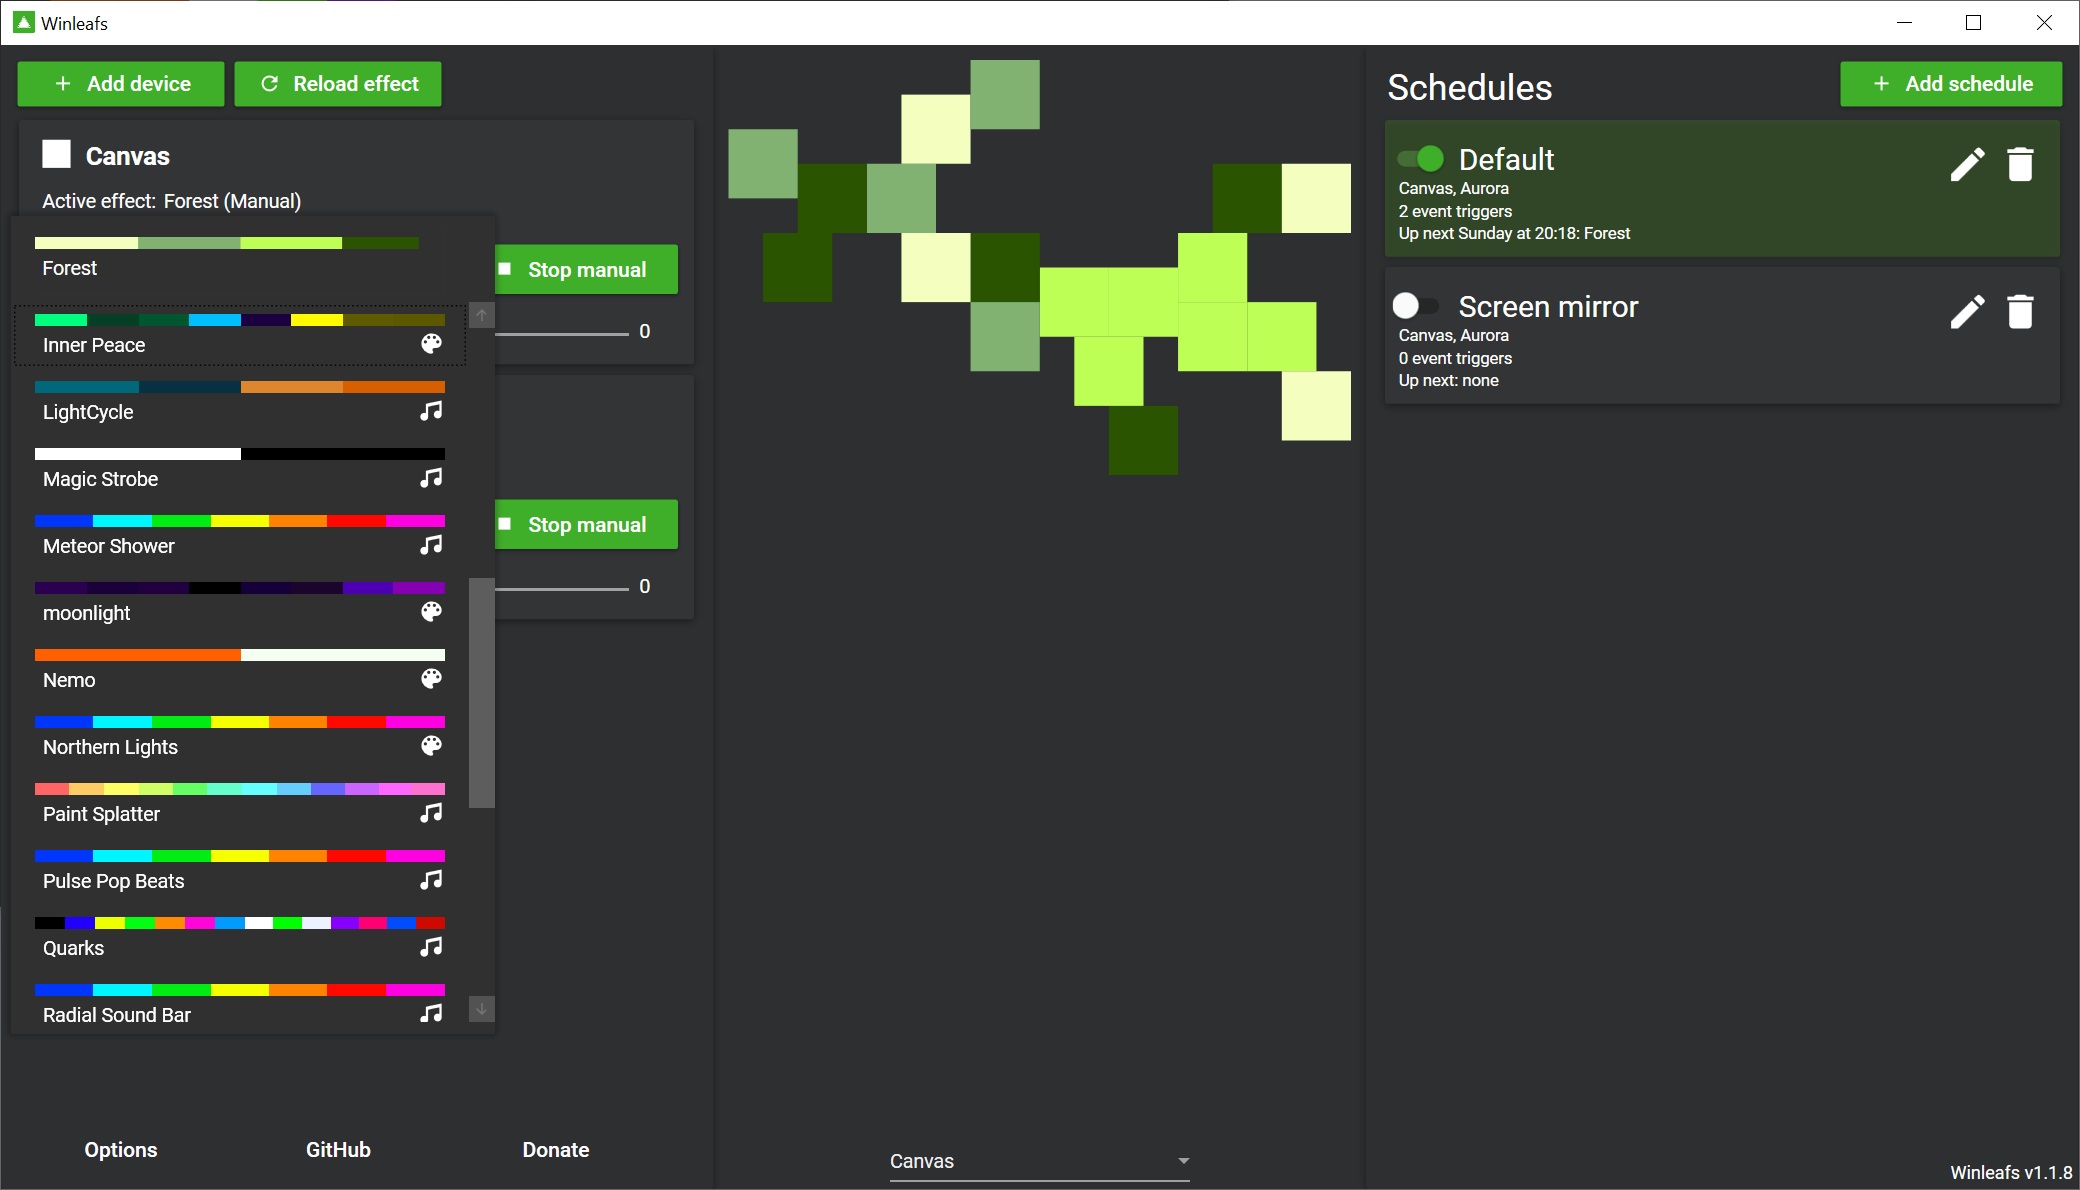 Winleafs
Add device
Reload effect
Canvas
Active effect: Forest (Manual)
Forest
Stop manual
0
Inner Peace
LightCycle
Magic Strobe
Meteor Shower
moonlight
Nemo
Northern Lights
Paint Splatter
Pulse Pop Beats
Quarks
Radial Sound Bar
Stop manual
0
Options
GitHub
Donate
Canvas
Schedules
Add schedule
Default
Canvas, Aurora
2 event triggers
Up next Sunday at 20:18: Forest
Screen mirror
Canvas, Aurora
0 event triggers
Up next: none
Winleafs v1.1.8